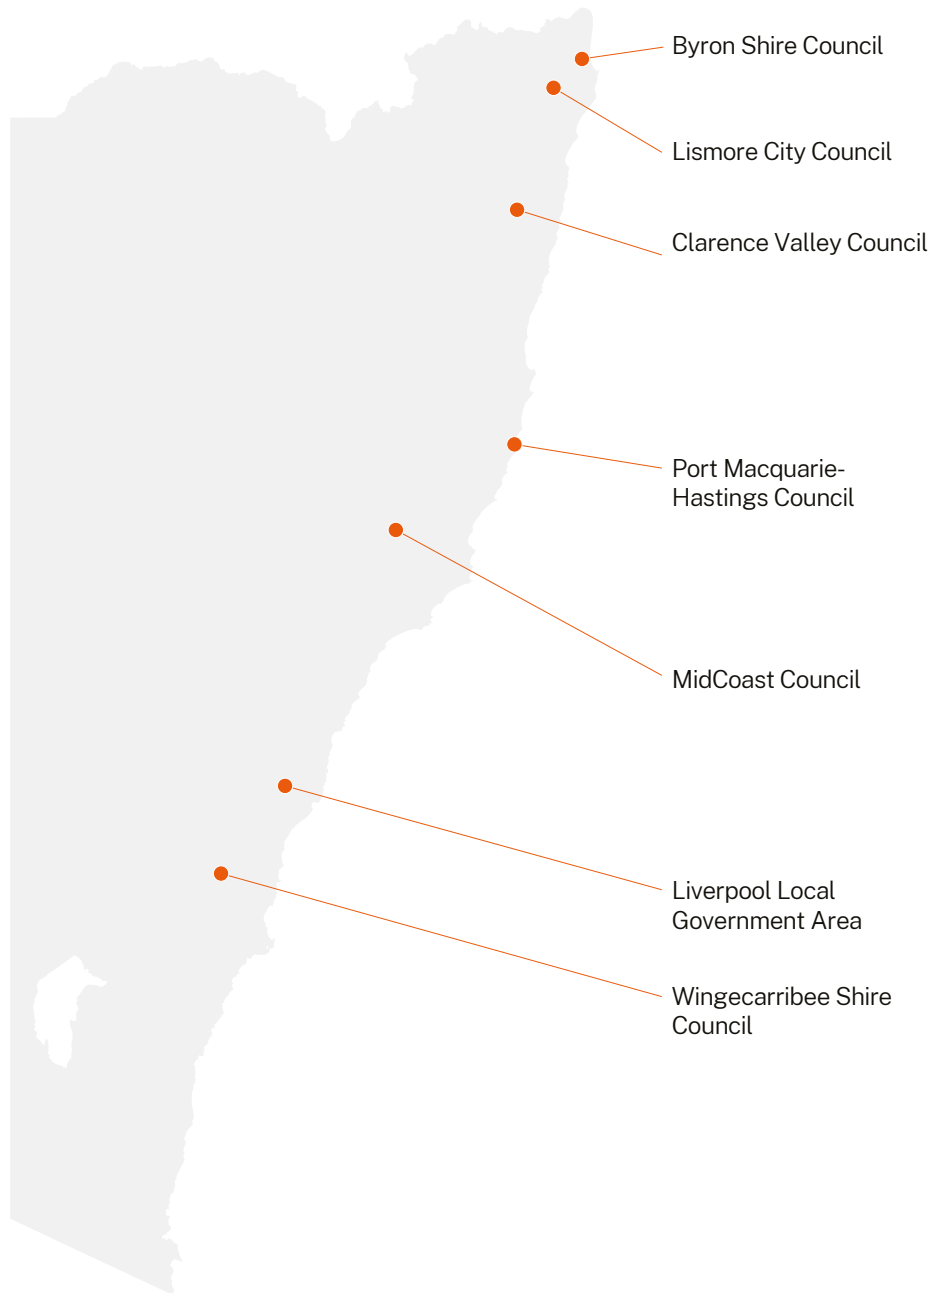 Byron Shire Council
Lismore City Council
Clarence Valley Council
Port Macquarie-
Hastings Council
MidCoast Council
Liverpool Local
Government Area
Wingecarribee Shire
Council